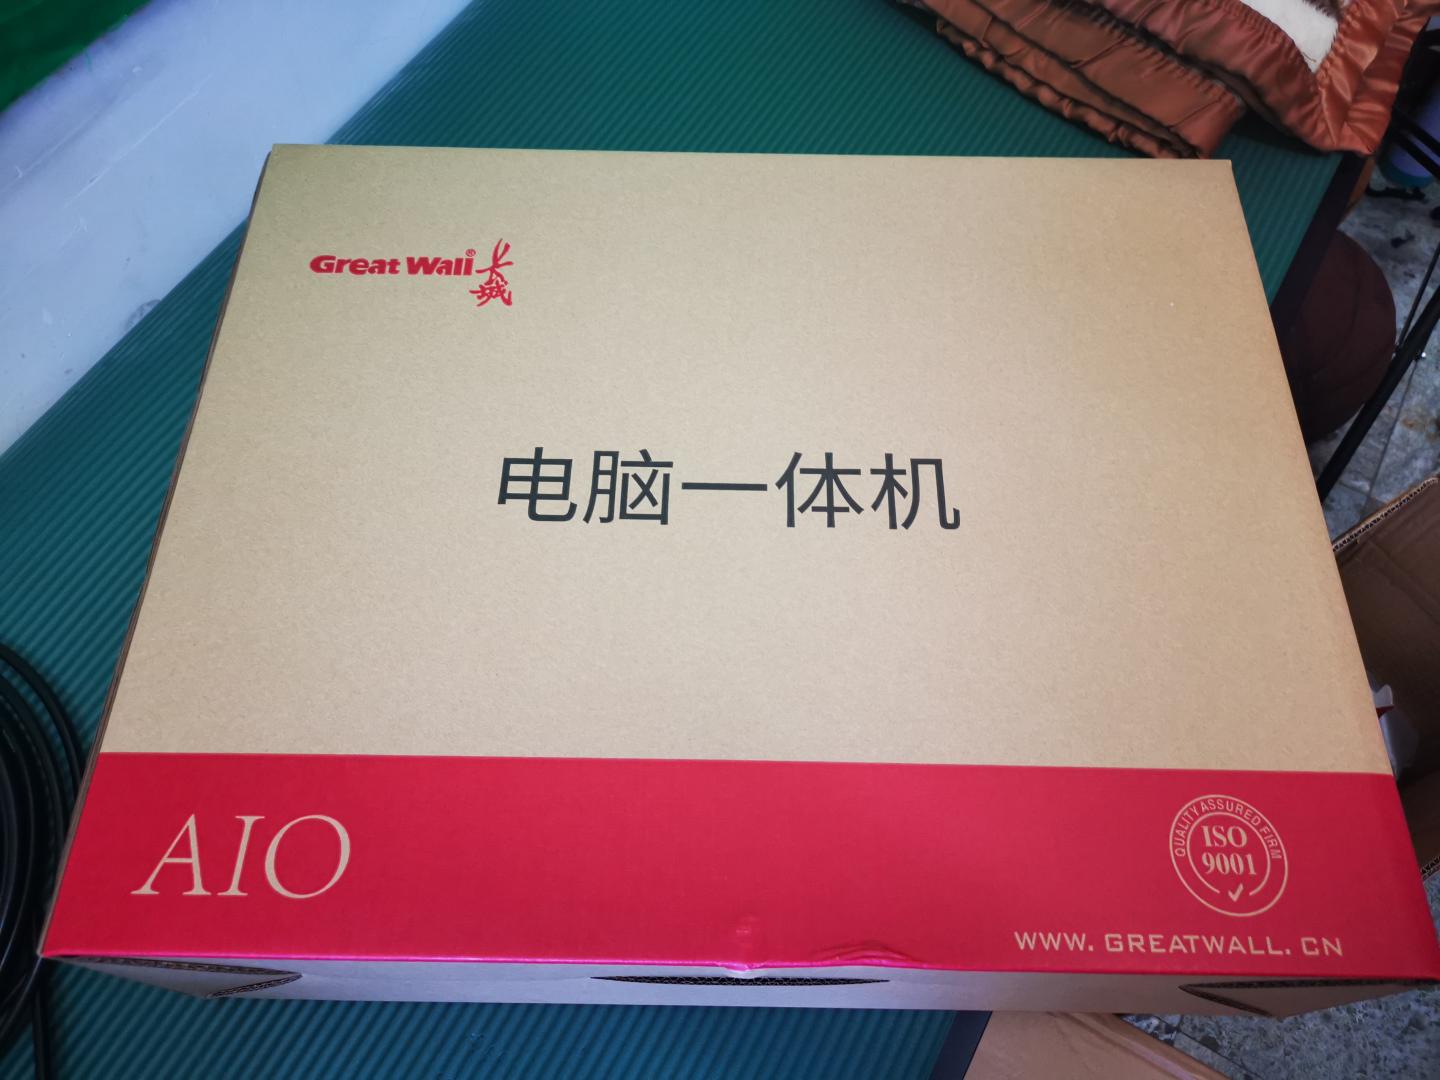 Great Wall® 长城
电脑一体机
AIO
QUALITY ASSURED FIRM
ISO
9001
WWW. GREATWALL. CN